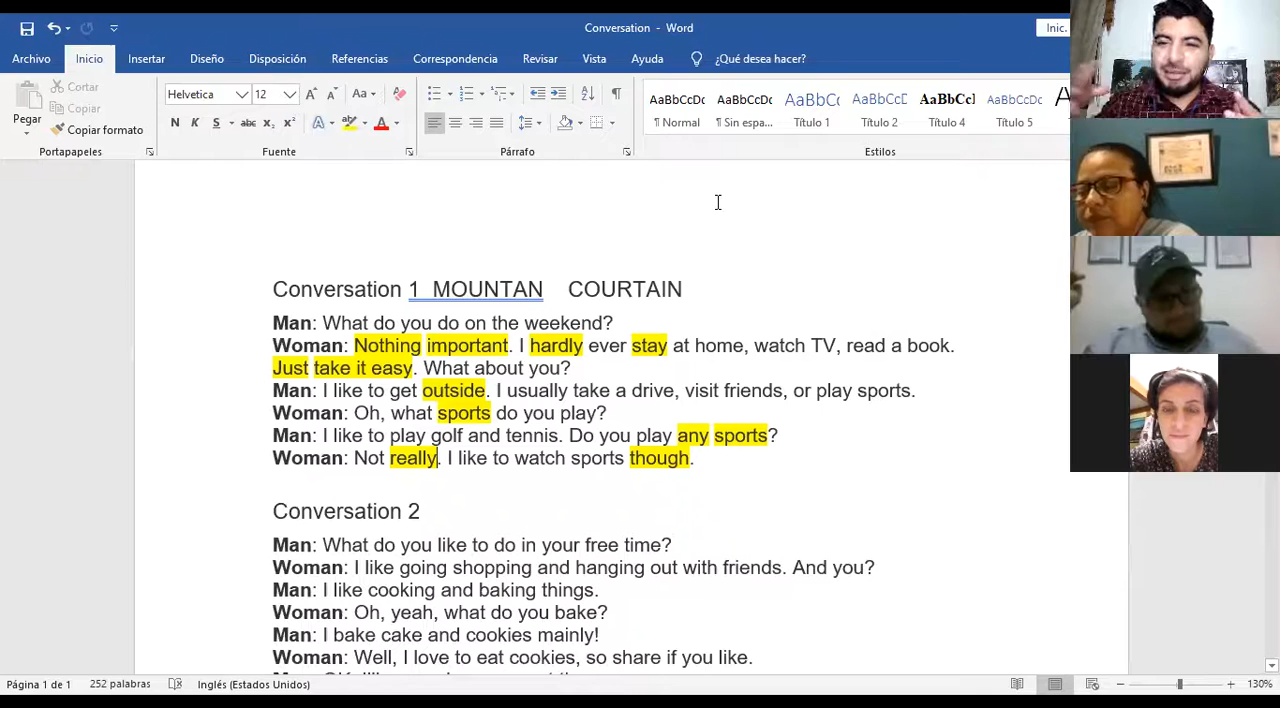 Conversation - Word
Inic.
Archivo Inicio Insertar Diseño Disposición Referencias Correspondencia Revisar Vista Ayuda ¿Qué desea hacer?
Pegar
Cortar
Copiar
Copiar formato
Portapapeles
Helvetica 12 Aa
N K S abc x₂ x²
Fuente
Párrafo
AaBbCcDc AaBbCcDc AaBbC AaBbCcD AaBbCcI AaBbCcDc
¶ Normal ¶ Sin espa... Título 1 Título 2 Título 4 Título 5
Estilos
Conversation 1 MOUNTAN COURTAIN
Man: What do you do on the weekend?
Woman: Nothing important. I hardly ever stay at home, watch TV, read a book.
Just take it easy. What about you?
Man: I like to get outside. I usually take a drive, visit friends, or play sports.
Woman: Oh, what sports do you play?
Man: I like to play golf and tennis. Do you play any sports?
Woman: Not really. I like to watch sports though.
Conversation 2
Man: What do you like to do in your free time?
Woman: I like going shopping and hanging out with friends. And you?
Man: I like cooking and baking things.
Woman: Oh, yeah, what do you bake?
Man: I bake cake and cookies mainly!
Woman: Well, I love to eat cookies, so share if you like.
Página 1 de 1 252 palabras Inglés (Estados Unidos) 130%